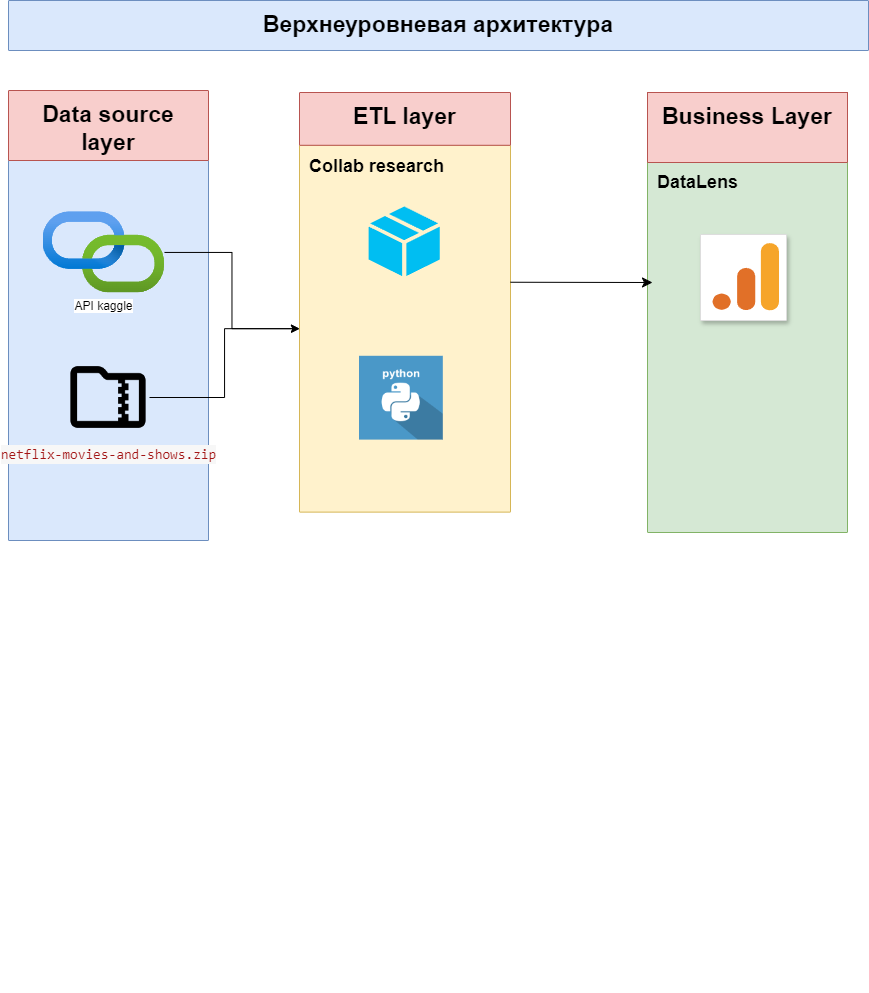 Верхнеуровневая архитектура
Data source
layer
API kaggle
netflix-movies-and-shows.zip
ETL layer
Collab research
python
Business Layer
DataLens